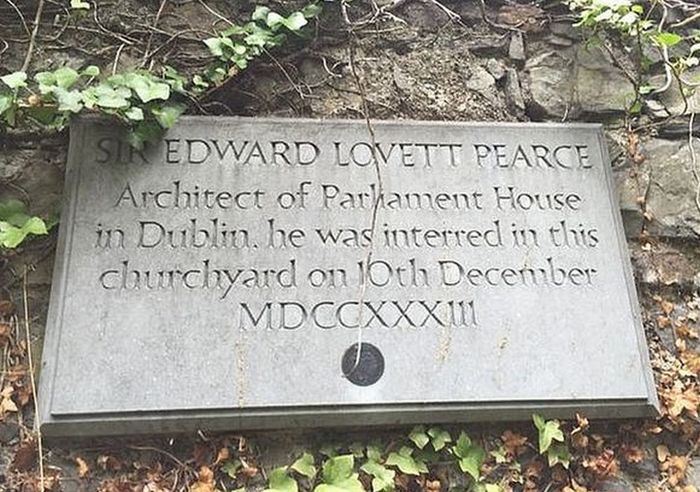 SIR EDWARD LOVETT PEARCE
Architect of Parliament House
in Dublin, he was interred in this
churchyard on 10th December
MDCCXXXIII